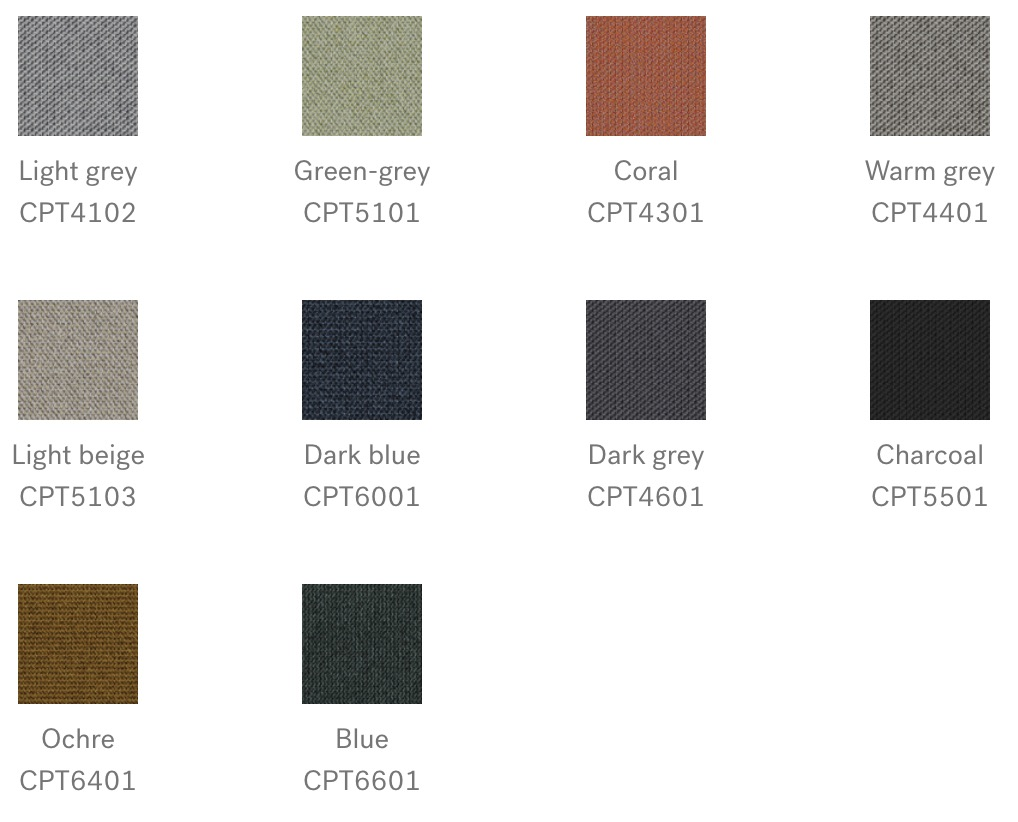 Light grey
CPT4102
Green-grey
CPT5101
Coral
CPT4301
Warm grey
CPT4401
Light beige
CPT5103
Dark blue
CPT6001
Dark grey
CPT4601
Charcoal
CPT5501
Ochre
CPT6401
Blue
CPT6601